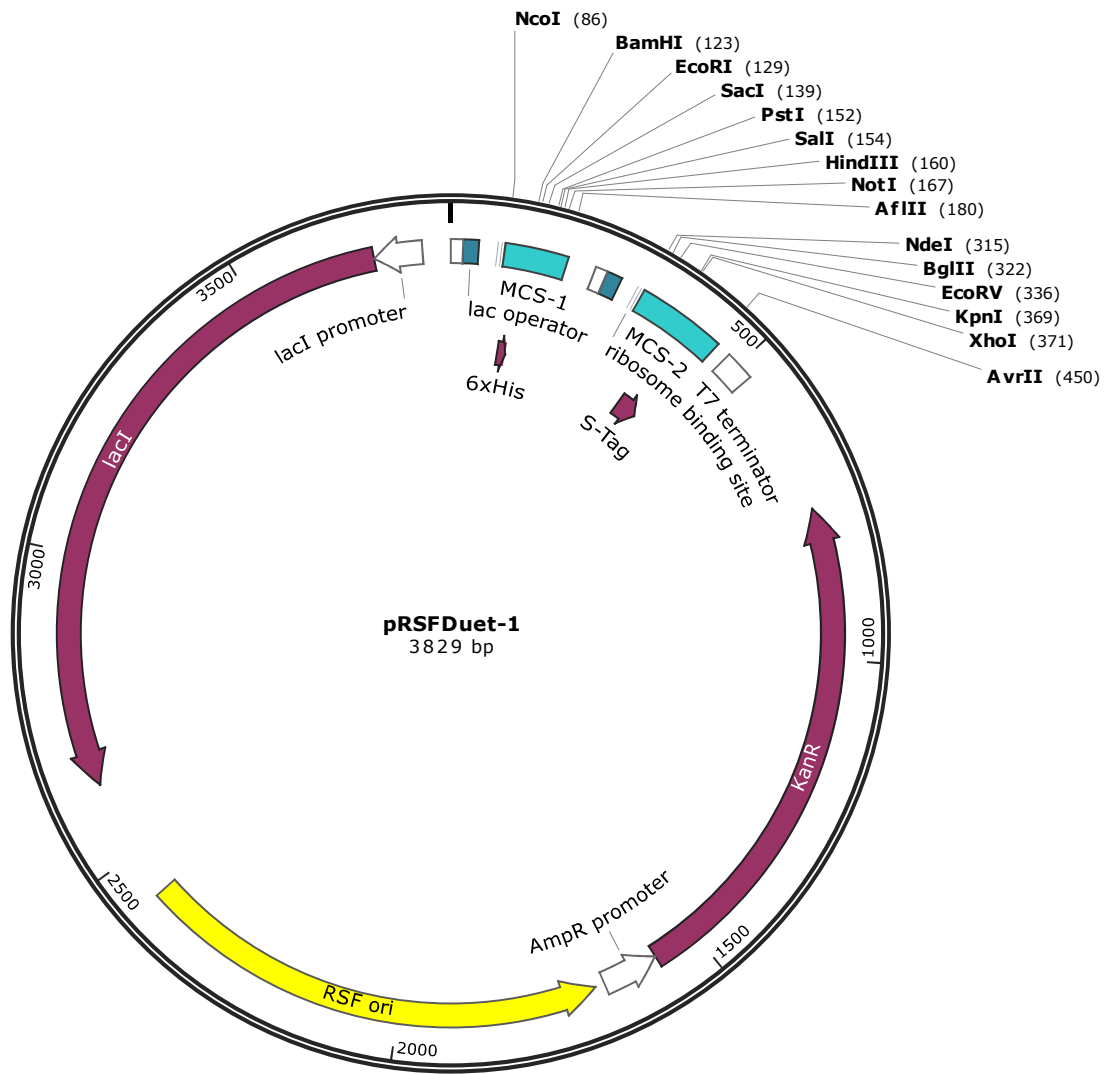 NcoI (86)
BamHI (123)
EcoRI (129)
SacI (139)
PstI (152)
SalI (154)
HindIII (160)
NotI (167)
AflII (180)
NdeI (315)
BglII (322)
EcoRV (336)
KpnI (369)
XhoI (371)
AvrII (450)
MCS-1
lac operator
6xHis
MCS-2
ribosome binding site
T7 terminator
S-Tag
500
1000
KanR
1500
AmpR promoter
2000
RSF ori
2500
3000
lacI
3500
lacI promoter
pRSFDuet-1
3829 bp